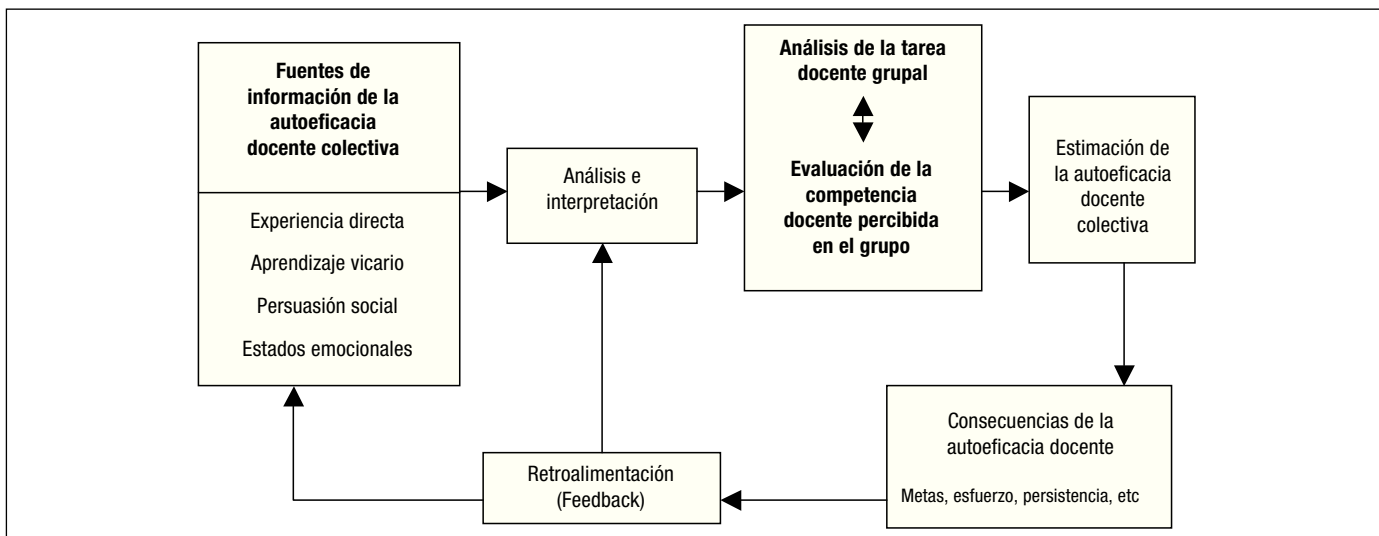 Fuentes de
información de la
autoeficacia
docente colectiva
Experiencia directa
Aprendizaje vicario
Persuasión social
Estados emocionales
Análisis e
interpretación
Análisis de la tarea
docente grupal
Evaluación de la
competencia
docente percibida
en el grupo
Estimación de
la autoeficacia
docente
colectiva
Consecuencias de la
autoeficacia docente
Metas, esfuerzo, persistencia, etc
Retroalimentación
(Feedback)